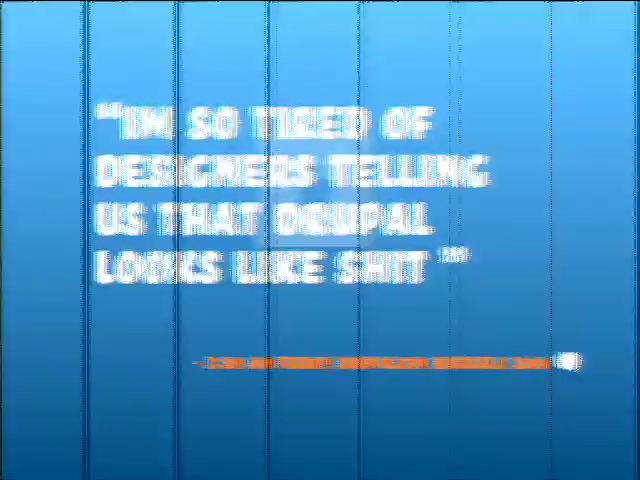 “IM SO TIRED OF
DESIGNERS TELLING
US THAT DRUPAL
LOOKS LIKE SHIT ”